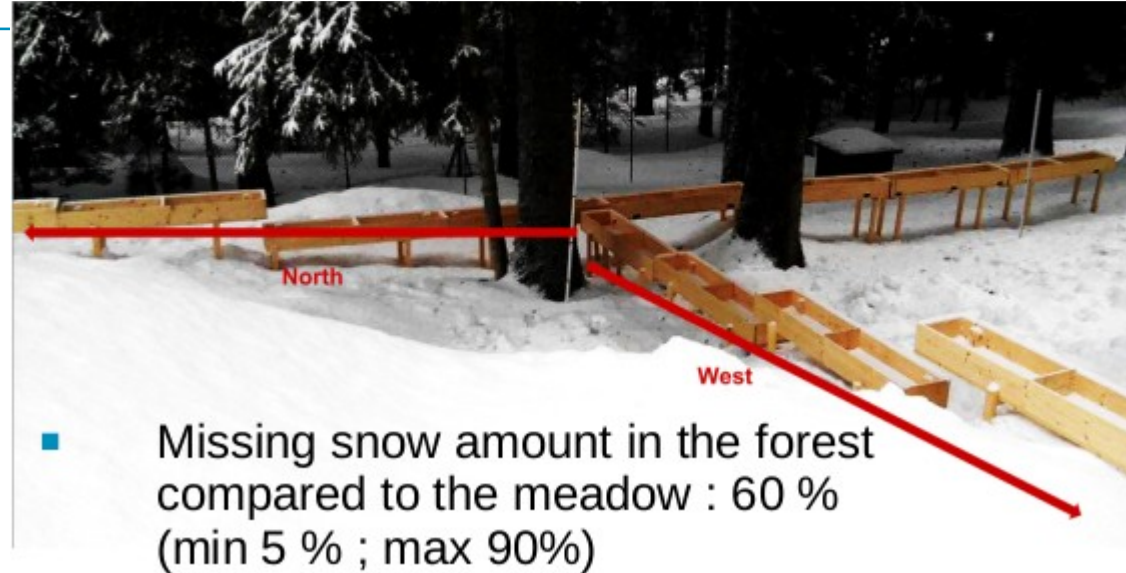 North
West
Missing snow amount in the forest
compared to the meadow : 60 %
(min 5 % ; max 90%)